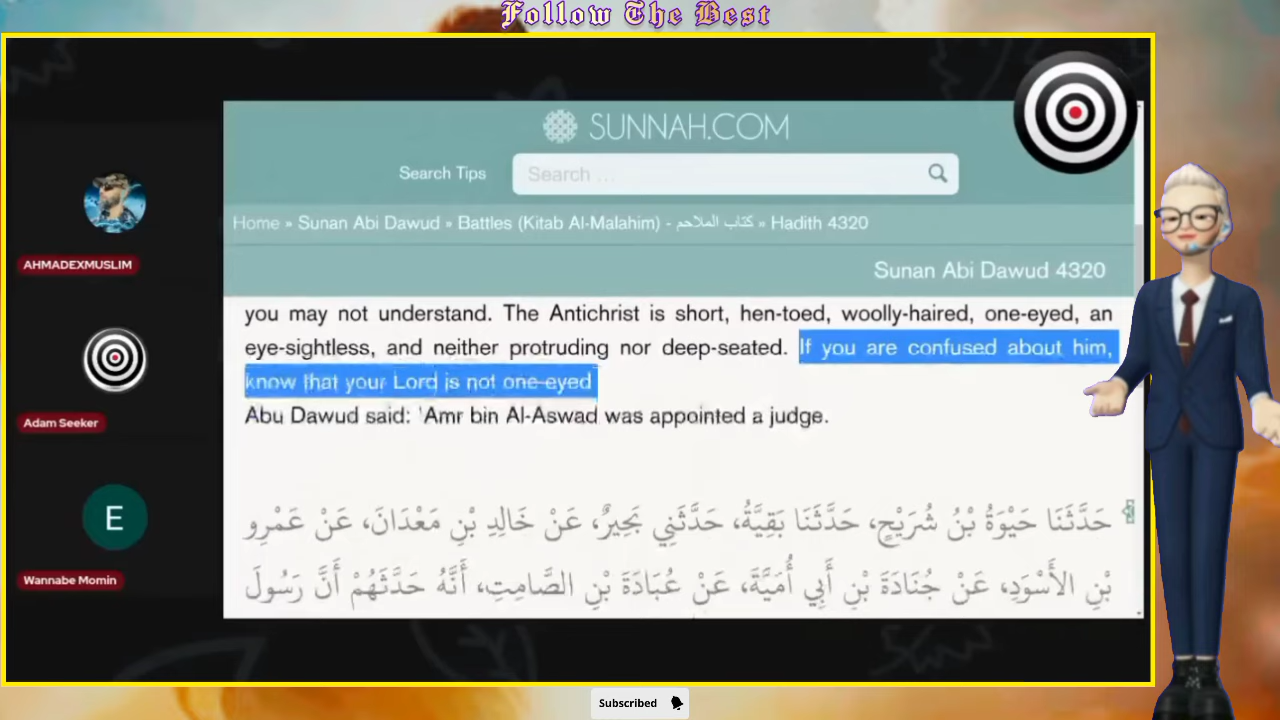 Follow The Best
SUNNAH.COM
Search Tips
Search ...
Home » Sunan Abi Dawud » Battles (Kitab Al-Malahim) - كتاب الملاحم » Hadith 4320
Sunan Abi Dawud 4320
you may not understand. The Antichrist is short, hen-toed, woolly-haired, one-eyed, an
eye-sightless, and neither protruding nor deep-seated. If you are confused about him,
know that your Lord is not one-eyed
Abu Dawud said: 'Amr bin Al-Aswad was appointed a judge.
حَدَّثَنَا حَيْوَةُ بْنُ شُرَيْحٍ، حَدَّثَنَا بَقِيَّةُ، حَدَّثَنِي بَحِيرٌ، عَنْ خَالِدِ بْنِ مَعْدَانَ، عَنْ عَمْرِو
بْنِ الأَسْوَدِ، عَنْ جُنَادَةَ بْنِ أَبِي أُمَيَّةَ، عَنْ عُبَادَةَ بْنِ الصَّامِتِ، أَنَّهُ حَدَّثَهُمْ أَنَّ رَسُولَ
AHMADEXMUSLIM
Adam Seeker
E
Wannabe Momin
Subscribed